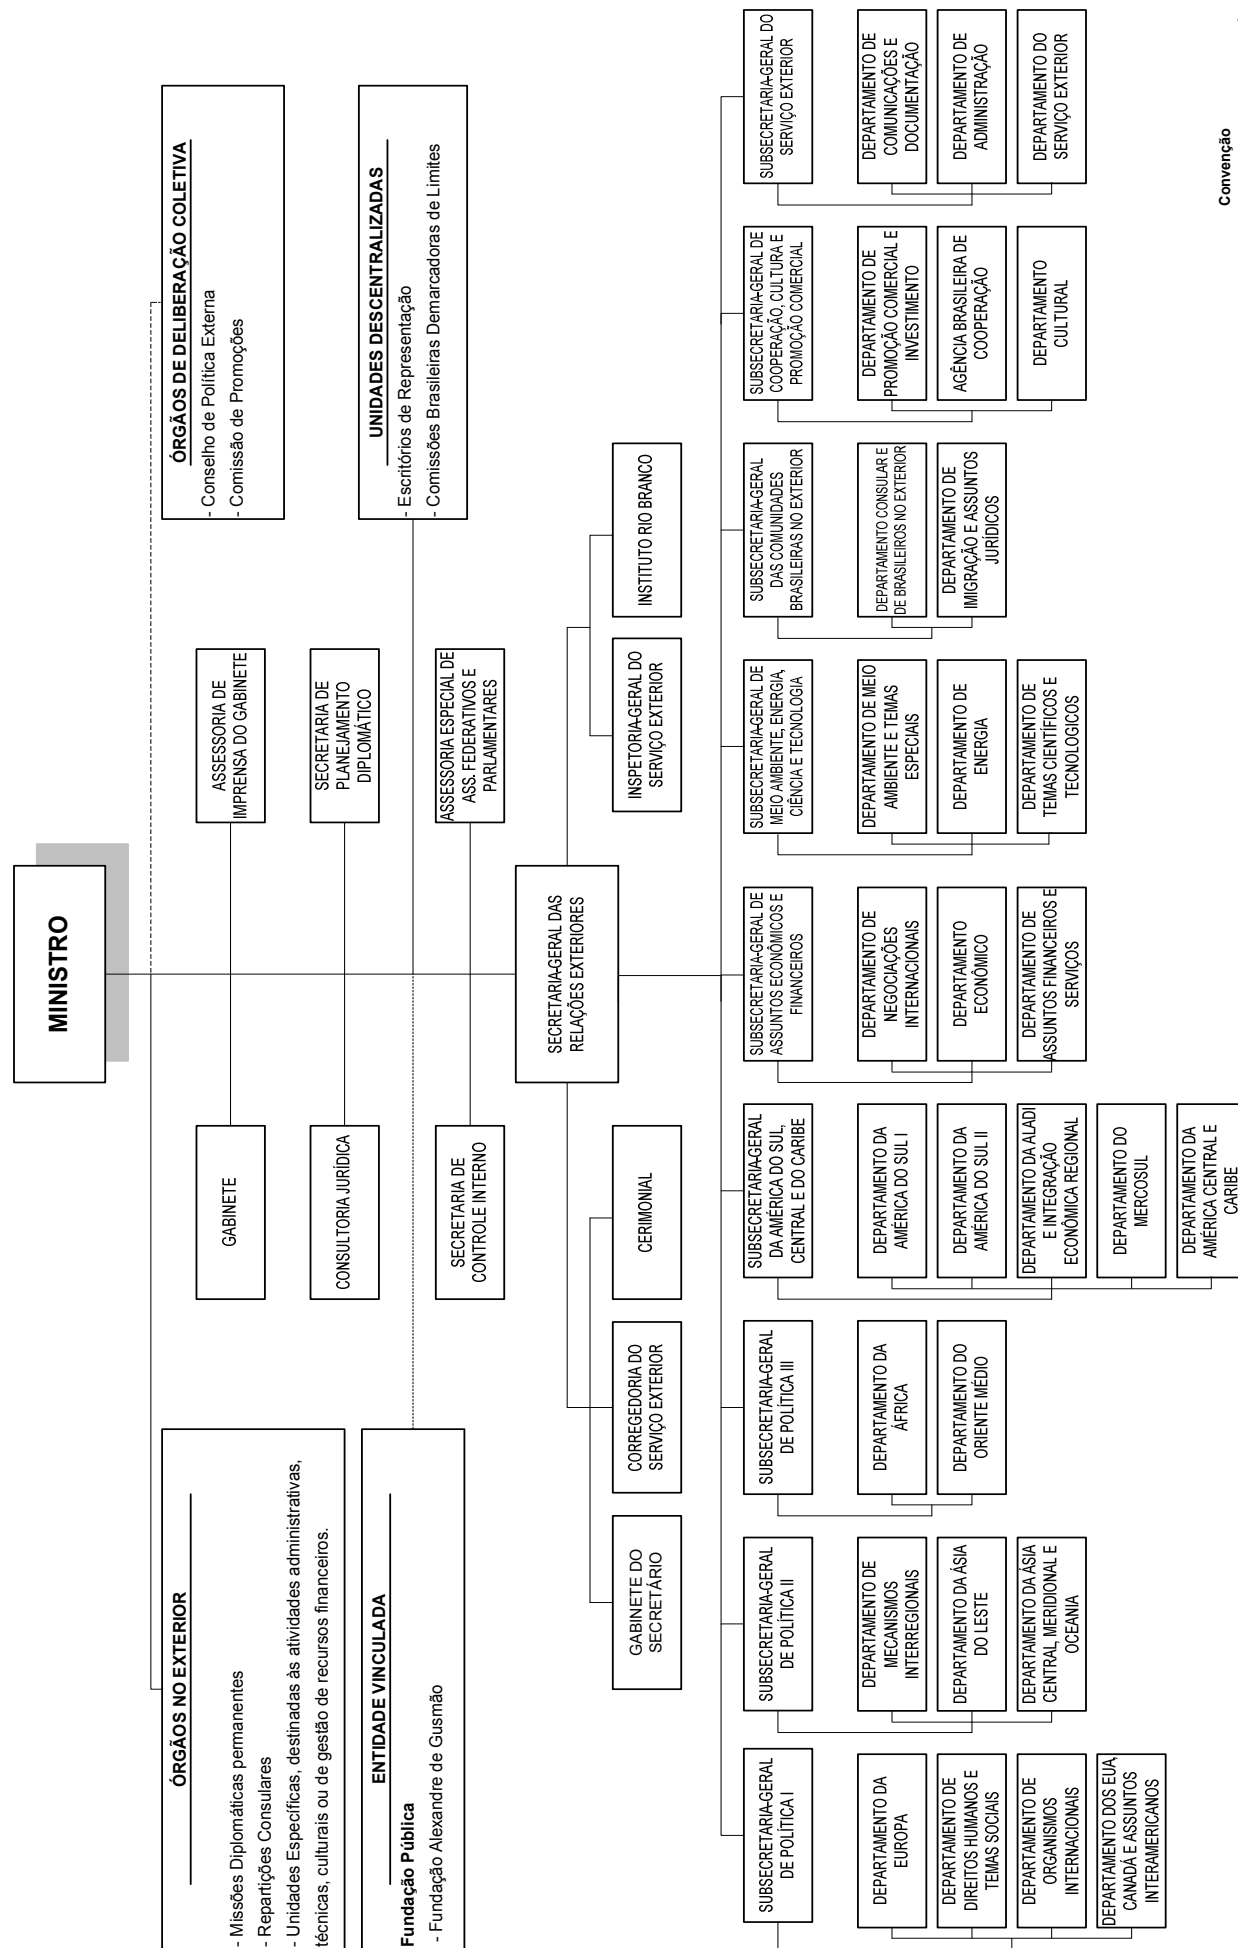 MINISTRO
ÓRGÃOS NO EXTERIOR
- Missões Diplomáticas permanentes
- Repartições Consulares
- Unidades Específicas, destinadas às atividades administrativas,
técnicas, culturais ou de gestão de recursos financeiros.
ÓRGÃOS DE DELIBERAÇÃO COLETIVA
- Conselho de Política Externa
- Comissão de Promoções
GABINETE
ASSESSORIA DE
IMPRENSA DO GABINETE
CONSULTORIA JURÍDICA
SECRETARIA DE
PLANEJAMENTO
DIPLOMÁTICO
ENTIDADE VINCULADA
Fundação Pública
- Fundação Alexandre de Gusmão
UNIDADES DESCENTRALIZADAS
- Escritórios de Representação
- Comissões Brasileiras Demarcadoras de Limites
SECRETARIA DE
CONTROLE INTERNO
ASSESSORIA ESPECIAL DE
ASS. FEDERATIVOS E
PARLAMENTARES
SECRETARIA-GERAL DAS
RELAÇÕES EXTERIORES
GABINETE DO
SECRETÁRIO
CORREGEDORIA DO
SERVIÇO EXTERIOR
CERIMONIAL
INSPETORIA-GERAL DO
SERVIÇO EXTERIOR
INSTITUTO RIO BRANCO
SUBSECRETARIA-GERAL
DE POLÍTICA I
DEPARTAMENTO DA
EUROPA
DEPARTAMENTO DE
DIREITOS HUMANOS E
TEMAS SOCIAIS
DEPARTAMENTO DE
ORGANISMOS
INTERNACIONAIS
DEPARTAMENTO DOS EUA,
CANADÁ E ASSUNTOS
INTERAMERICANOS
SUBSECRETARIA-GERAL
DE POLÍTICA II
DEPARTAMENTO DE
MECANISMOS
INTERREGIONAIS
DEPARTAMENTO DA ÁSIA
DO LESTE
DEPARTAMENTO DA ÁSIA
CENTRAL, MERIDIONAL E
OCEANIA
SUBSECRETARIA-GERAL
DE POLÍTICA III
DEPARTAMENTO DA
ÁFRICA
DEPARTAMENTO DO
ORIENTE MÉDIO
SUBSECRETARIA-GERAL
DA AMÉRICA DO SUL,
CENTRAL E DO CARIBE
DEPARTAMENTO DA
AMÉRICA DO SUL I
DEPARTAMENTO DA
AMÉRICA DO SUL II
DEPARTAMENTO DA ALADI
E INTEGRAÇÃO
ECONÔMICA REGIONAL
DEPARTAMENTO DO
MERCOSUL
DEPARTAMENTO DA
AMÉRICA CENTRAL E
CARIBE
SUBSECRETARIA-GERAL DE
ASSUNTOS ECONÔMICOS E
FINANCEIROS
DEPARTAMENTO DE
NEGOCIAÇÕES
INTERNACIONAIS
DEPARTAMENTO
ECONÔMICO
DEPARTAMENTO DE
ASSUNTOS FINANCEIROS E
SERVIÇOS
SUBSECRETARIA-GERAL DE
MEIO AMBIENTE, ENERGIA,
CIÊNCIA E TECNOLOGIA
DEPARTAMENTO DE MEIO
AMBIENTE E TEMAS
ESPECIAIS
DEPARTAMENTO DE
ENERGIA
DEPARTAMENTO DE
TEMAS CIENTÍFICOS E
TECNOLOGICOS
SUBSECRETARIA-GERAL
DAS COMUNIDADES
BRASILEIRAS NO EXTERIOR
DEPARTAMENTO CONSULAR E
DE BRASILEIROS NO EXTERIOR
DEPARTAMENTO DE
IMIGRAÇÃO E ASSUNTOS
JURÍDICOS
SUBSECRETARIA-GERAL DE
COOPERAÇÃO, CULTURA E
PROMOÇÃO COMERCIAL
DEPARTAMENTO DE
PROMOÇÃO COMERCIAL E
INVESTIMENTO
AGÊNCIA BRASILEIRA DE
COOPERAÇÃO
DEPARTAMENTO
CULTURAL
SUBSECRETARIA-GERAL DO
SERVIÇO EXTERIOR
DEPARTAMENTO DE
COMUNICAÇÕES E
DOCUMENTAÇÃO
DEPARTAMENTO DE
ADMINISTRAÇÃO
DEPARTAMENTO DO
SERVIÇO EXTERIOR
Convenção